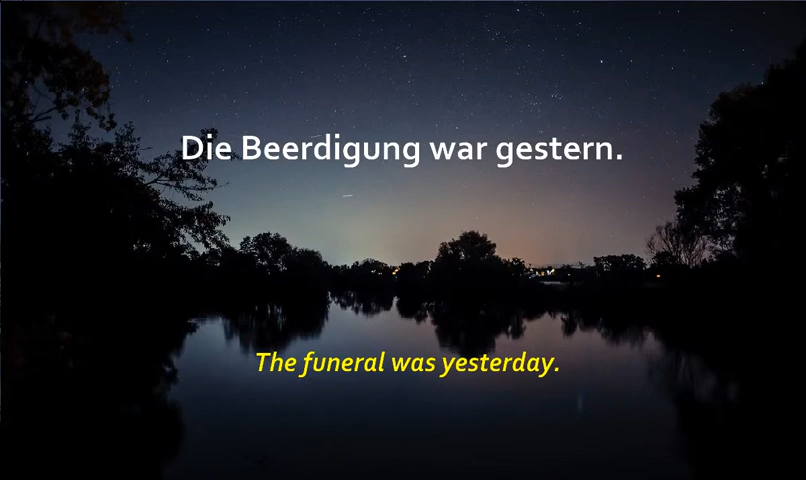 Die Beerdigung war gestern.
The funeral was yesterday.